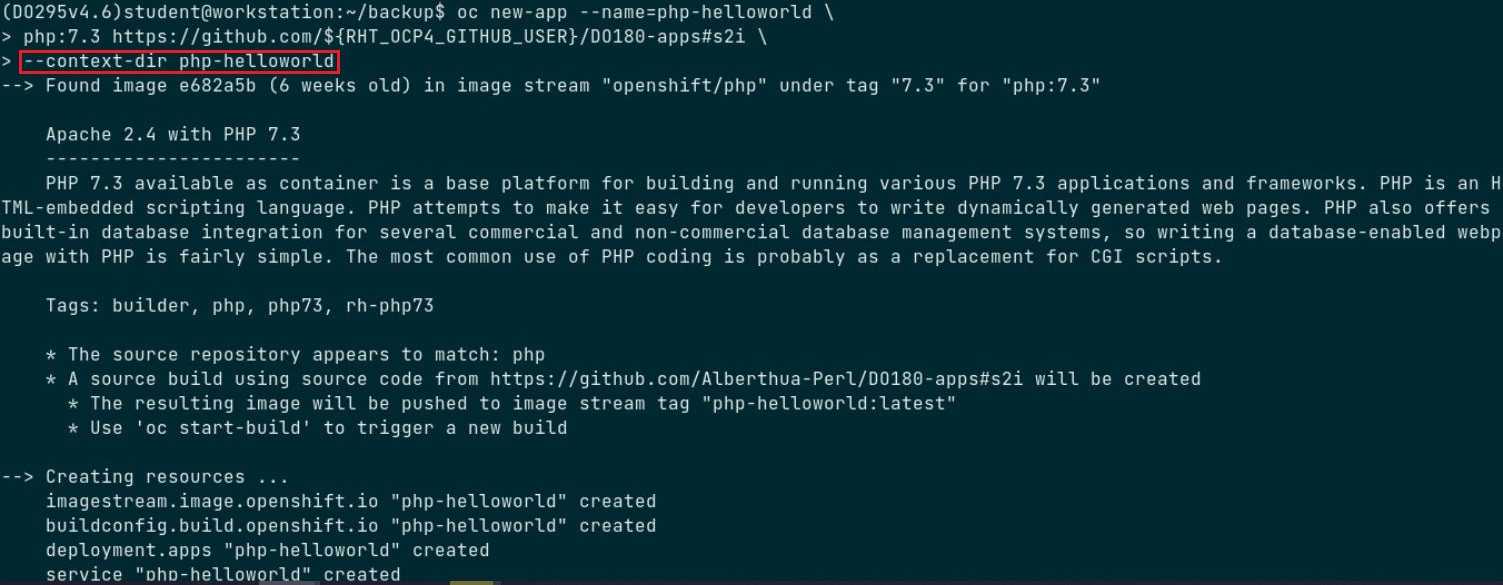 (DO295v4.6)student@workstation:~/backup$ oc new-app --name=php-helloworld \
> php:7.3 https://github.com/${RHT_OCP4_GITHUB_USER}/DO180-apps#s2i \
> --context-dir php-helloworld
--> Found image e682a5b (6 weeks old) in image stream "openshift/php" under tag "7.3" for "php:7.3"
Apache 2.4 with PHP 7.3
-----------------------
PHP 7.3 available as container is a base platform for building and running various PHP 7.3 applications and frameworks. PHP is an H
TML-embedded scripting language. PHP attempts to make it easy for developers to write dynamically generated web pages. PHP also offers
built-in database integration for several commercial and non-commercial database management systems, so writing a database-enabled webp
age with PHP is fairly simple. The most common use of PHP coding is probably as a replacement for CGI scripts.
Tags: builder, php, php73, rh-php73
* The source repository appears to match: php
* A source build using source code from https://github.com/Alberthua-Perl/DO180-apps#s2i will be created
* The resulting image will be pushed to image stream tag "php-helloworld:latest"
* Use 'oc start-build' to trigger a new build
--> Creating resources ...
imagestream.image.openshift.io "php-helloworld" created
buildconfig.build.openshift.io "php-helloworld" created
deployment.apps "php-helloworld" created
service "php-helloworld" created